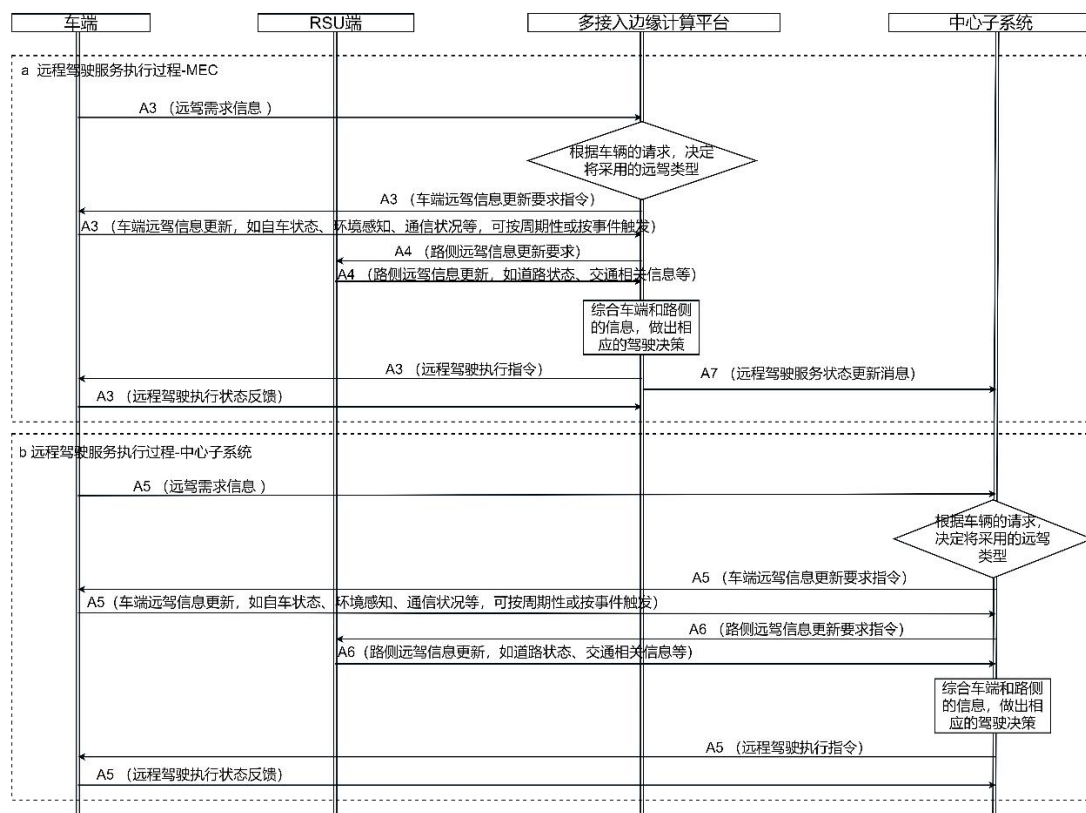 车端
RSU端
多接入边缘计算平台
中心子系统
a 远程驾驶服务执行过程-MEC
A3 （远驾需求信息 ）
根据车辆的请求，决定
将采用的远驾类型
A3 （车端远驾信息更新要求指令）
A3 （车端远驾信息更新，如自车状态、环境感知、通信状况等，可按周期性或按事件触发）
A4 （路侧远驾信息更新要求）
A4 （路侧远驾信息更新，如道路状态、交通相关信息等）
综合车端和路侧
的信息，做出相
应的驾驶决策
A3 （远程驾驶执行指令）
A7 （远程驾驶服务状态更新消息）
A3 （远程驾驶执行状态反馈）
b 远程驾驶服务执行过程-中心子系统
A5 （远驾需求信息 ）
根据车辆的请求，
决定将采用的远驾
类型
A5 （车端远驾信息更新要求指令）
A5（车端远驾信息更新，如自车状态、环境感知、通信状况等，可按周期性或按事件触发）
A6 （路侧远驾信息更新要求指令）
A6 （路侧远驾信息更新，如道路状态、交通相关信息等）
综合车端和路侧
的信息，做出相
应的驾驶决策
A5 （远程驾驶执行指令）
A5 （远程驾驶执行状态反馈）